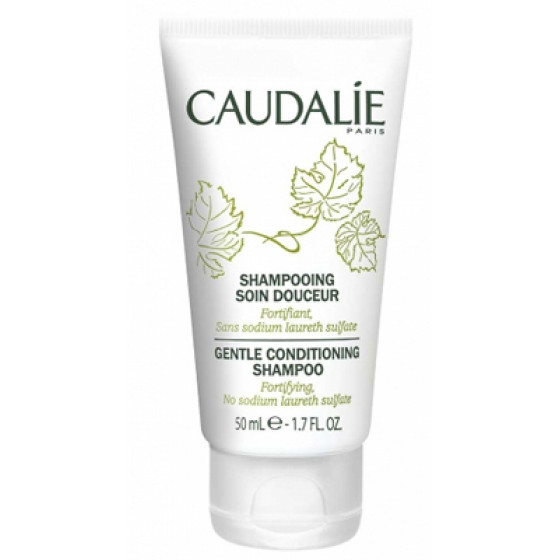 CAUDALÍE
PARIS
SHAMPOOING
SOIN DOUCEUR
Fortifiant,
Sans sodium laureth sulfate
GENTLE CONDITIONING
SHAMPOO
Fortifying,
No sodium laureth sulfate
50 mL e - 1.7 FL. OZ.